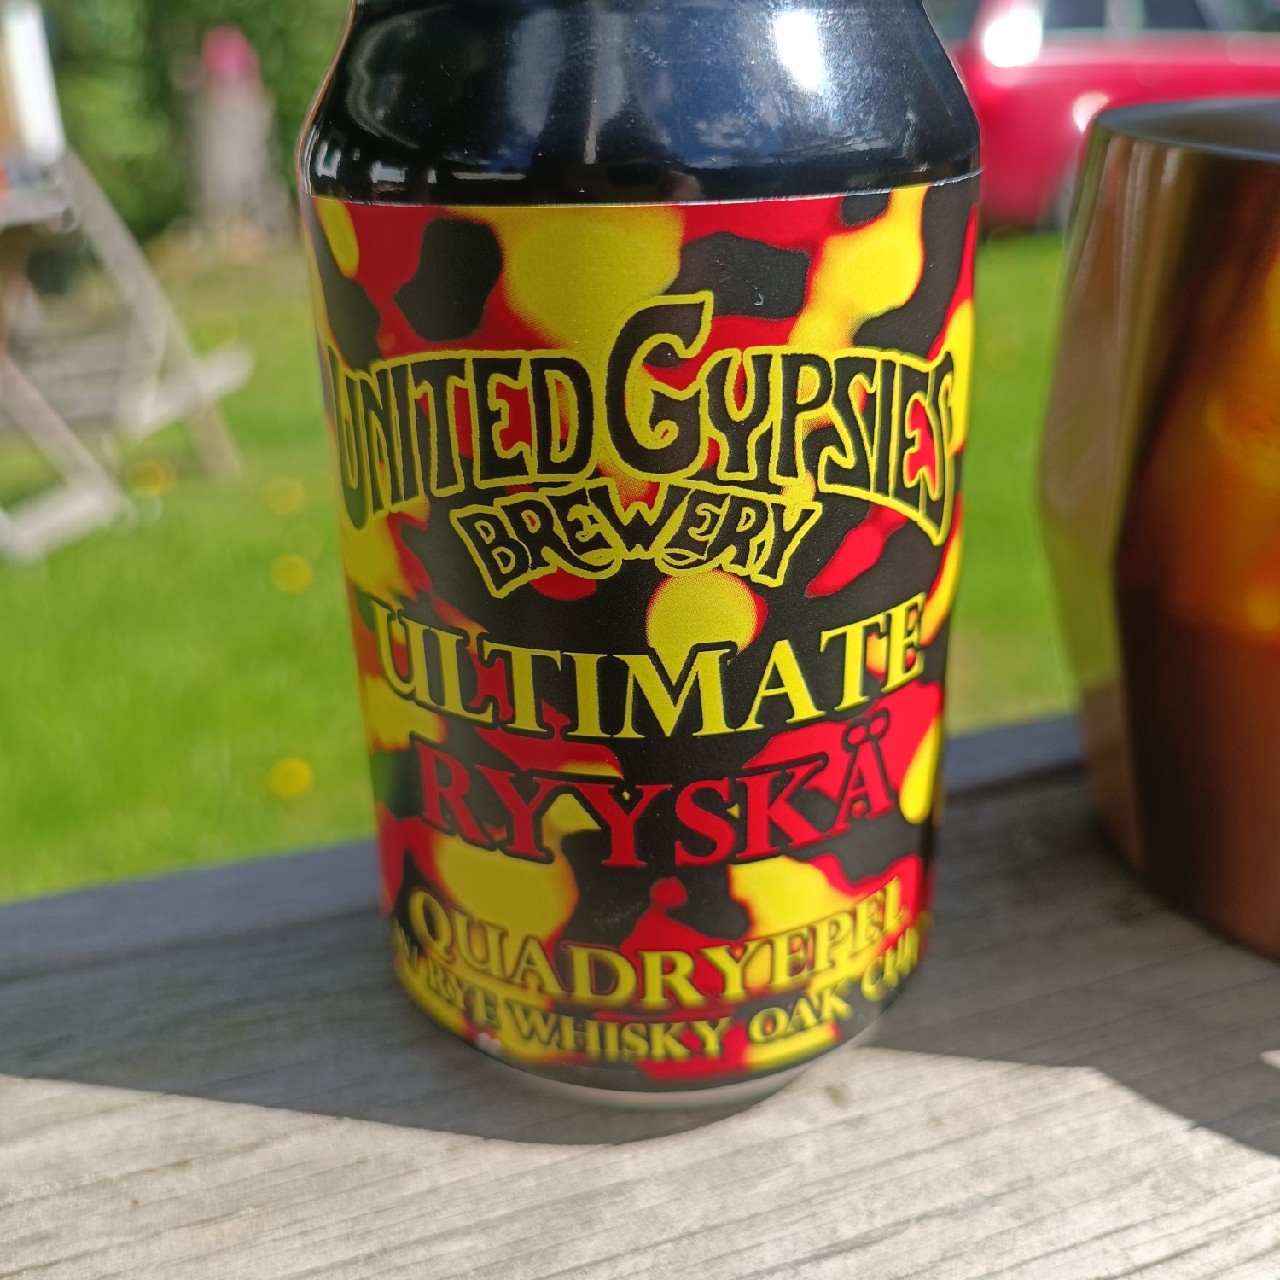 UNITED GYPSIES
BREWERY
ULTIMATE
RYYSKÄ
QUADRYEPEL
RYE WHISKY OAK